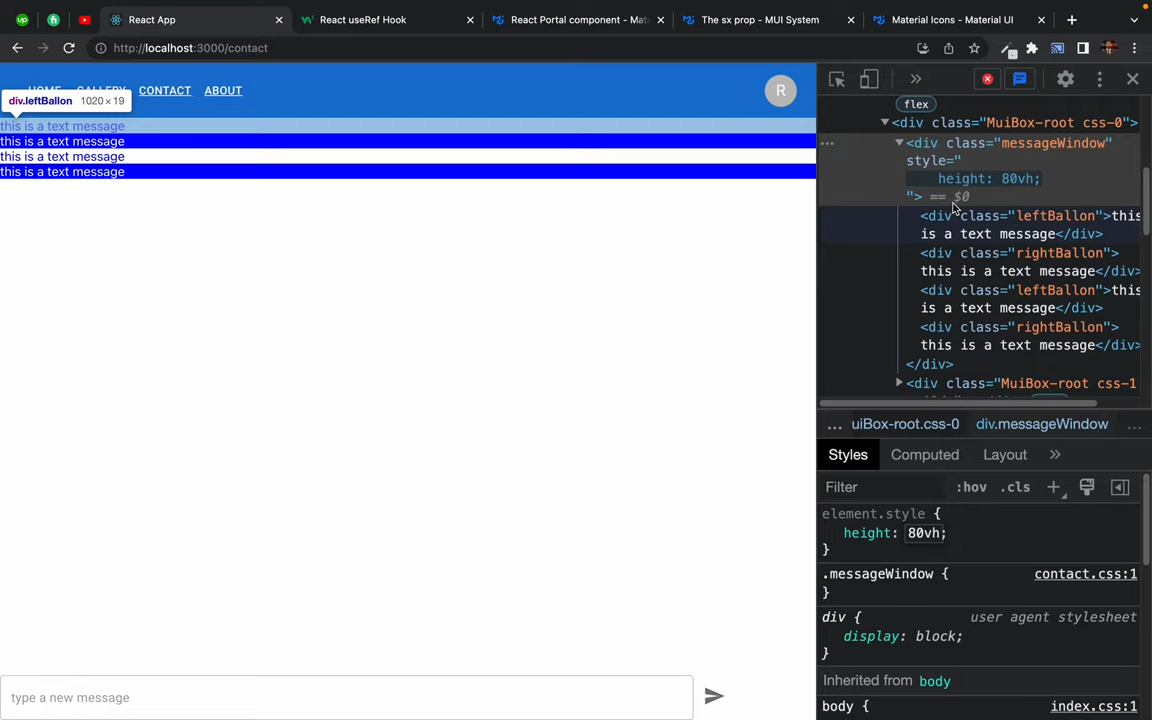 React App
React useRef Hook
React Portal component - Mate
The sx prop - MUI System
Material Icons - Material UI
http://localhost:3000/contact
HOME GALLERY CONTACT ABOUT
R
div.leftBallon 1020 × 19
this is a text message
this is a text message
this is a text message
this is a text message
type a new message
flex
<div class="MuiBox-root css-0">
<div class="messageWindow"
style="
height: 80vh;
"> == $0
<div class="leftBallon">this
is a text message</div>
<div class="rightBallon">
this is a text message</div>
<div class="leftBallon">this
is a text message</div>
<div class="rightBallon">
this is a text message</div>
</div>
<div class="MuiBox-root css-1
... uiBox-root.css-0 div.messageWindow ...
Styles Computed Layout
Filter :hov .cls
element.style {
height: 80vh;
}
.messageWindow { contact.css:1
}
div { user agent stylesheet
display: block;
}
Inherited from body
body { index.css:1